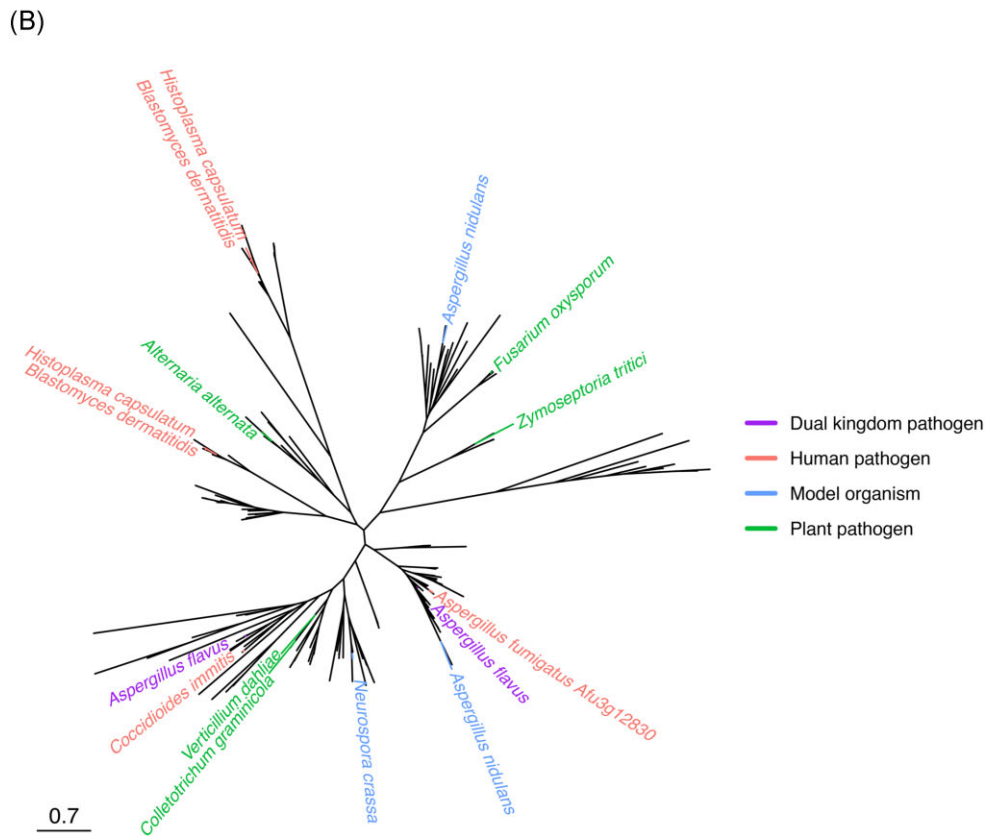 (B)
Histoplasma capsulatum
Blastomyces dermatitidis
Aspergillus nidulans
Fusarium oxysporum
Alternaria alternata
Zymoseptoria tritici
Histoplasma capsulatum
Blastomyces dermatitidis
Dual kingdom pathogen
Human pathogen
Model organism
Plant pathogen
Aspergillus fumigatus Afu3g12830
Aspergillus flavus
Aspergillus flavus
Coccidioides immitis
Verticillium dahliae
Colletotrichum graminicola
Neurospora crassa
Aspergillus nidulans
0.7